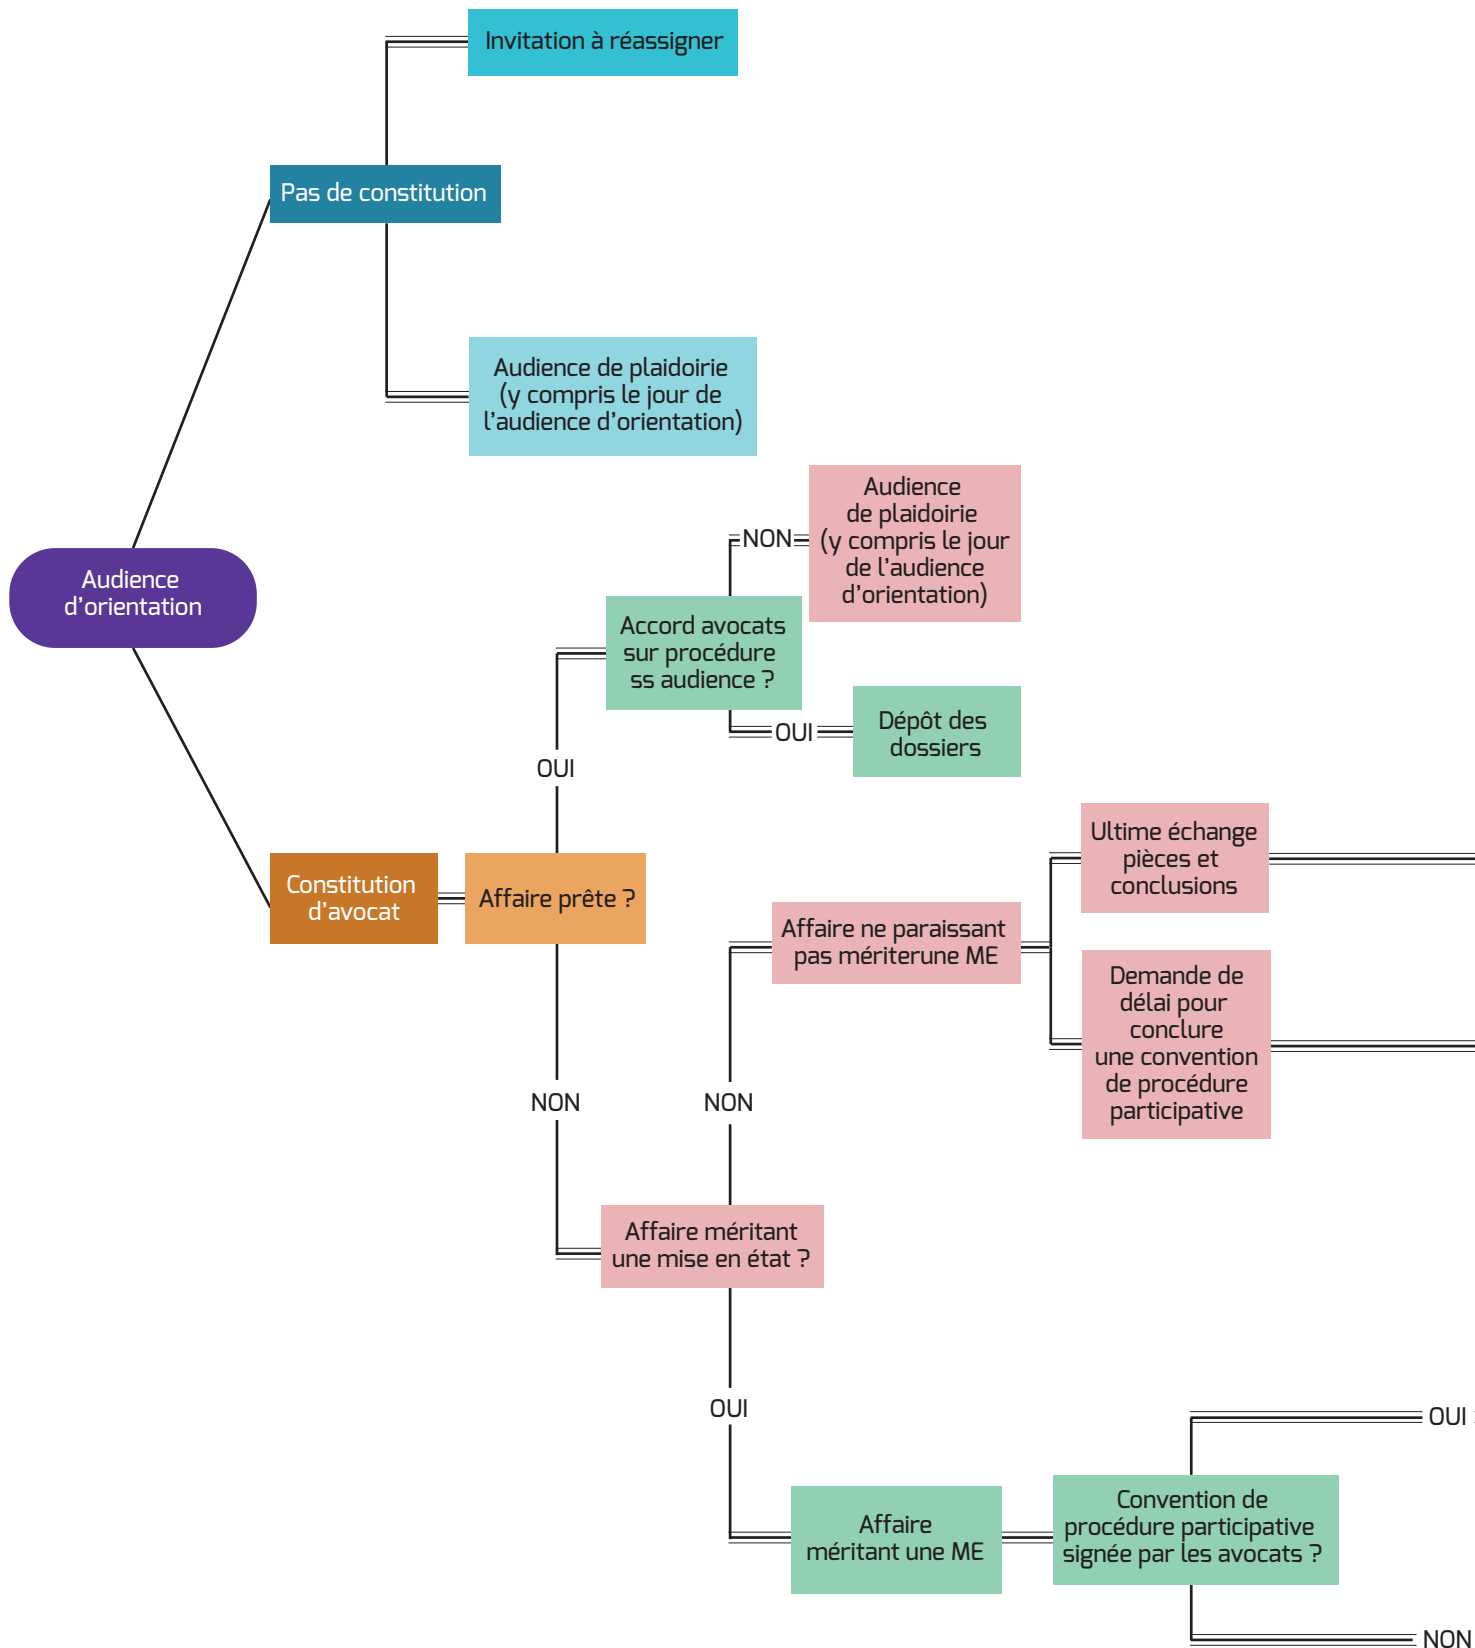 Invitation à réassigner
Pas de constitution
Audience de plaidoirie
(y compris le jour de
l'audience d'orientation)
Audience
d'orientation
Audience
de plaidoirie
(y compris le jour
de l'audience
d'orientation)
NON
Accord avocats
sur procédure
ss audience ?
OUI
Dépôt des
dossiers
OUI
Constitution
d'avocat
Affaire prête ?
Ultime échange
pièces et
conclusions
Affaire ne paraissant
pas mériterune ME
Demande de
délai pour
conclure
une convention
de procédure
participative
NON
NON
Affaire méritant
une mise en état ?
OUI
OUI
Affaire
méritant une ME
Convention de
procédure participative
signée par les avocats ?
NON